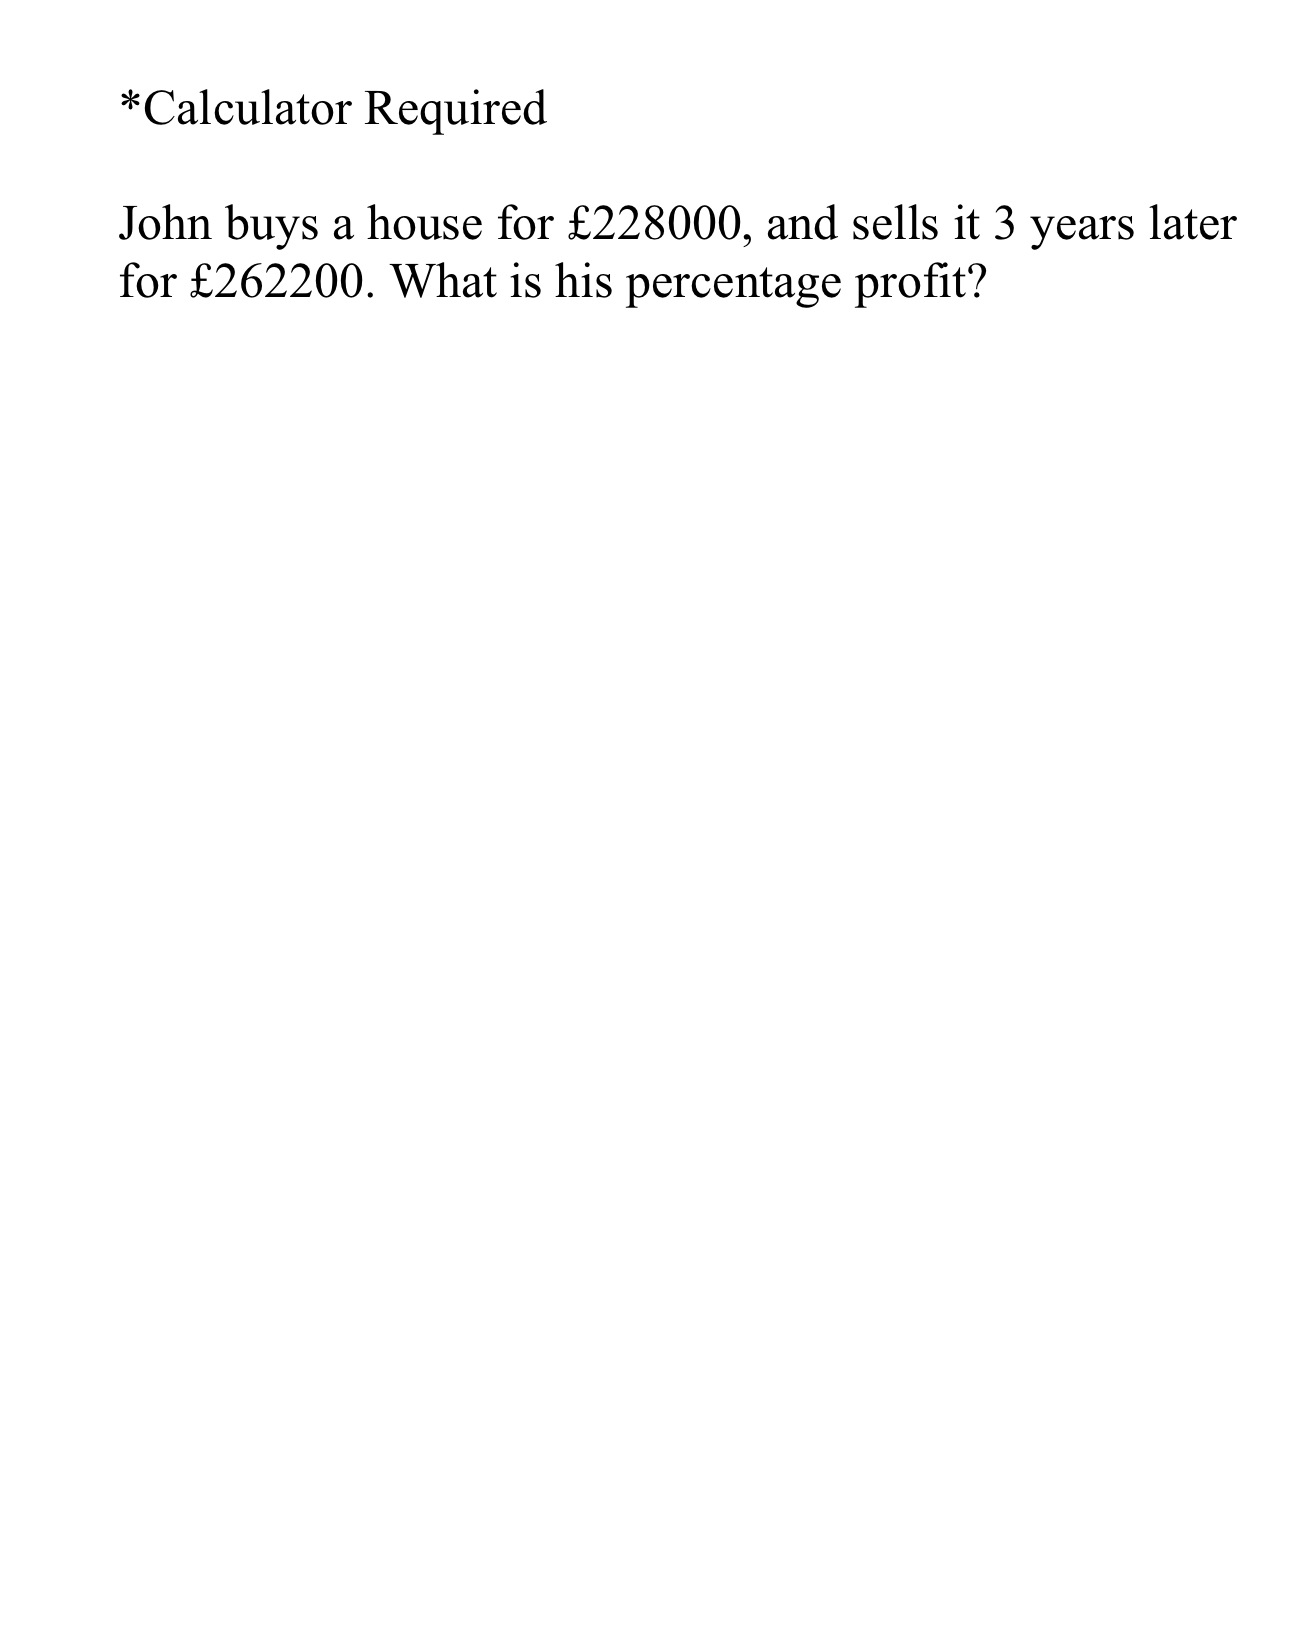 *Calculator Required
John buys a house for £228000, and sells it 3 years later
for £262200. What is his percentage profit?